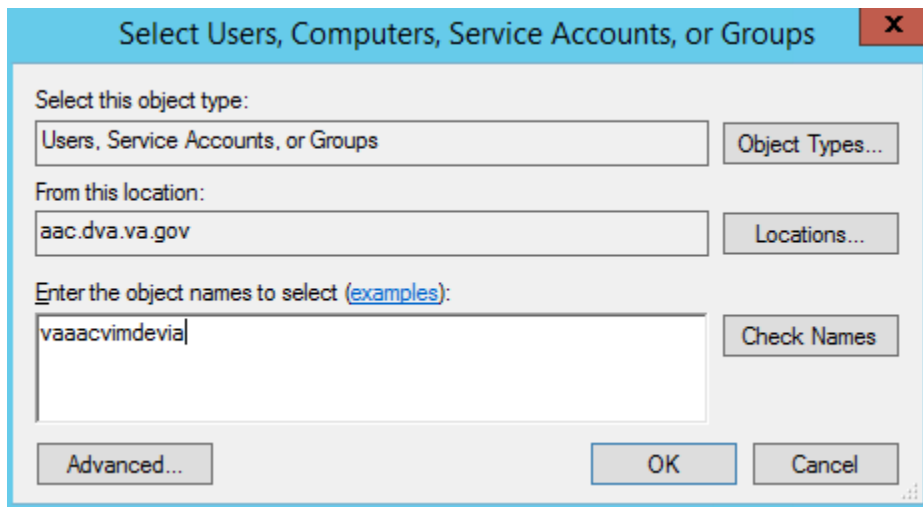 Select Users, Computers, Service Accounts, or Groups
x
Select this object type:
Users, Service Accounts, or Groups
Object Types...
From this location:
aac.dva.va.gov
Locations...
Enter the object names to select (examples):
vaaacvimdevia
Check Names
Advanced...
OK
Cancel